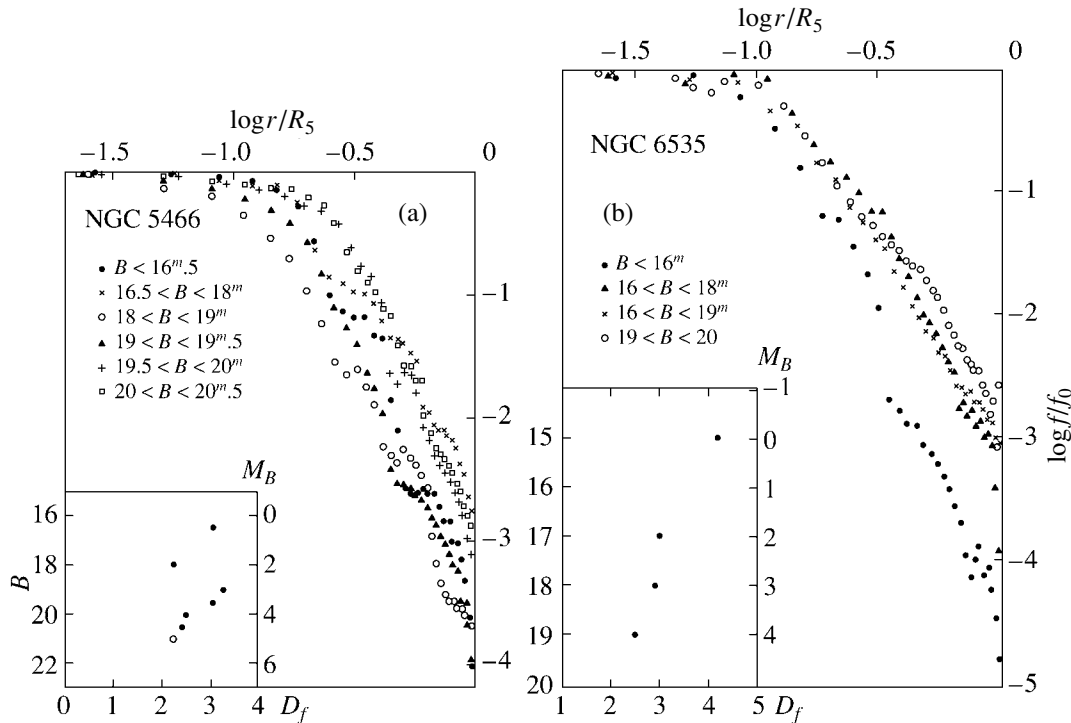 log r/R₅
−1.5 −1.0 −0.5 0
NGC 5466
(a)
B < 16ᵐ.5
16.5 < B < 18ᵐ
18 < B < 19ᵐ
19 < B < 19ᵐ.5
19.5 < B < 20ᵐ
20 < B < 20ᵐ.5
−1
−2
−3
−4
M_B
0
2
4
6
B
16
18
20
22
0 1 2 3 4
D_f
log r/R₅
−1.5 −1.0 −0.5 0
NGC 6535
(b)
B < 16ᵐ
16 < B < 18ᵐ
16 < B < 19ᵐ
19 < B < 20
−1
−2
−3
−4
−5
log f/f₀
M_B
−1
0
1
2
3
4
15
16
17
18
19
20
1 2 3 4 5
D_f